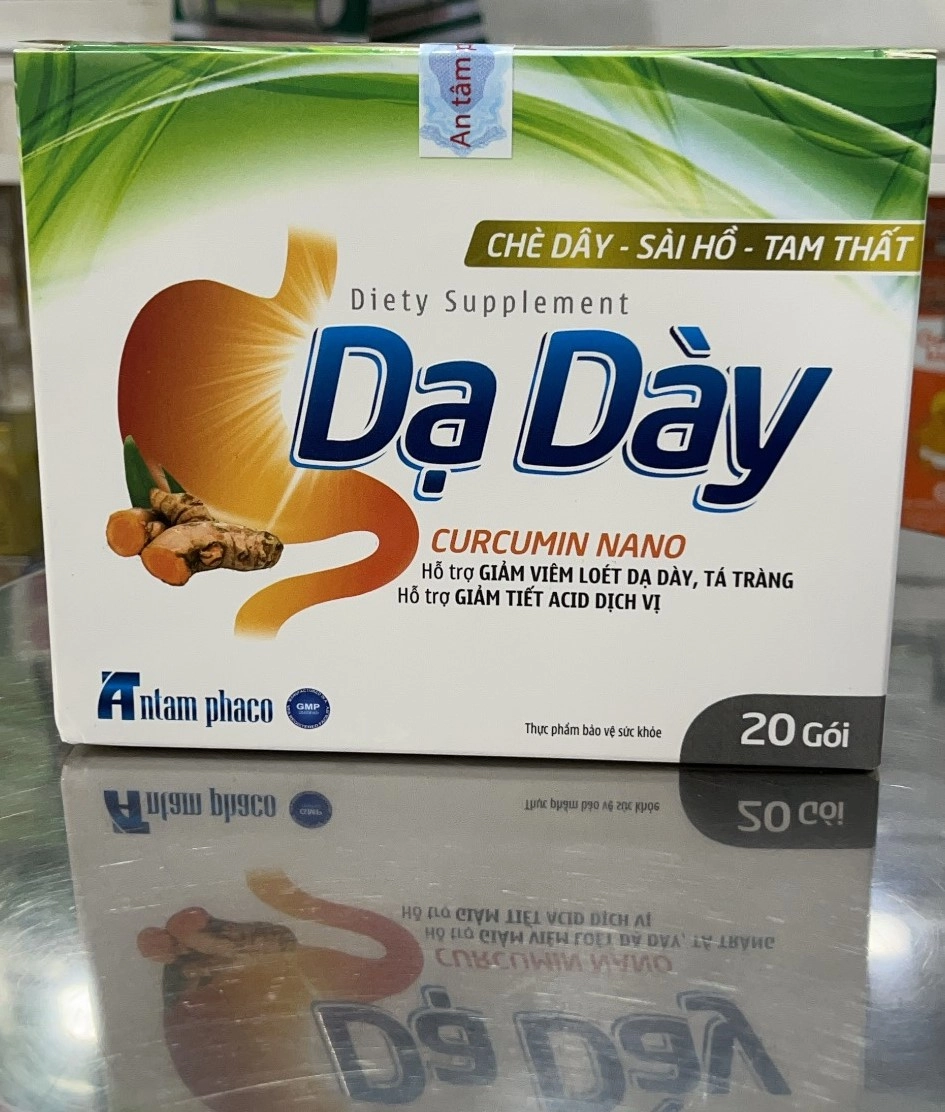 An tâm
CHÈ DÂY - SÀI HỒ - TAM THẤT
Diety Supplement
Dạ Dày
CURCUMIN NANO
Hỗ trợ GIẢM VIÊM LOÉT DẠ DÀY, TÁ TRÀNG
Hỗ trợ GIẢM TIẾT ACID DỊCH VỊ
Antam phaco
GMP
Thực phẩm bảo vệ sức khỏe
20 Gói